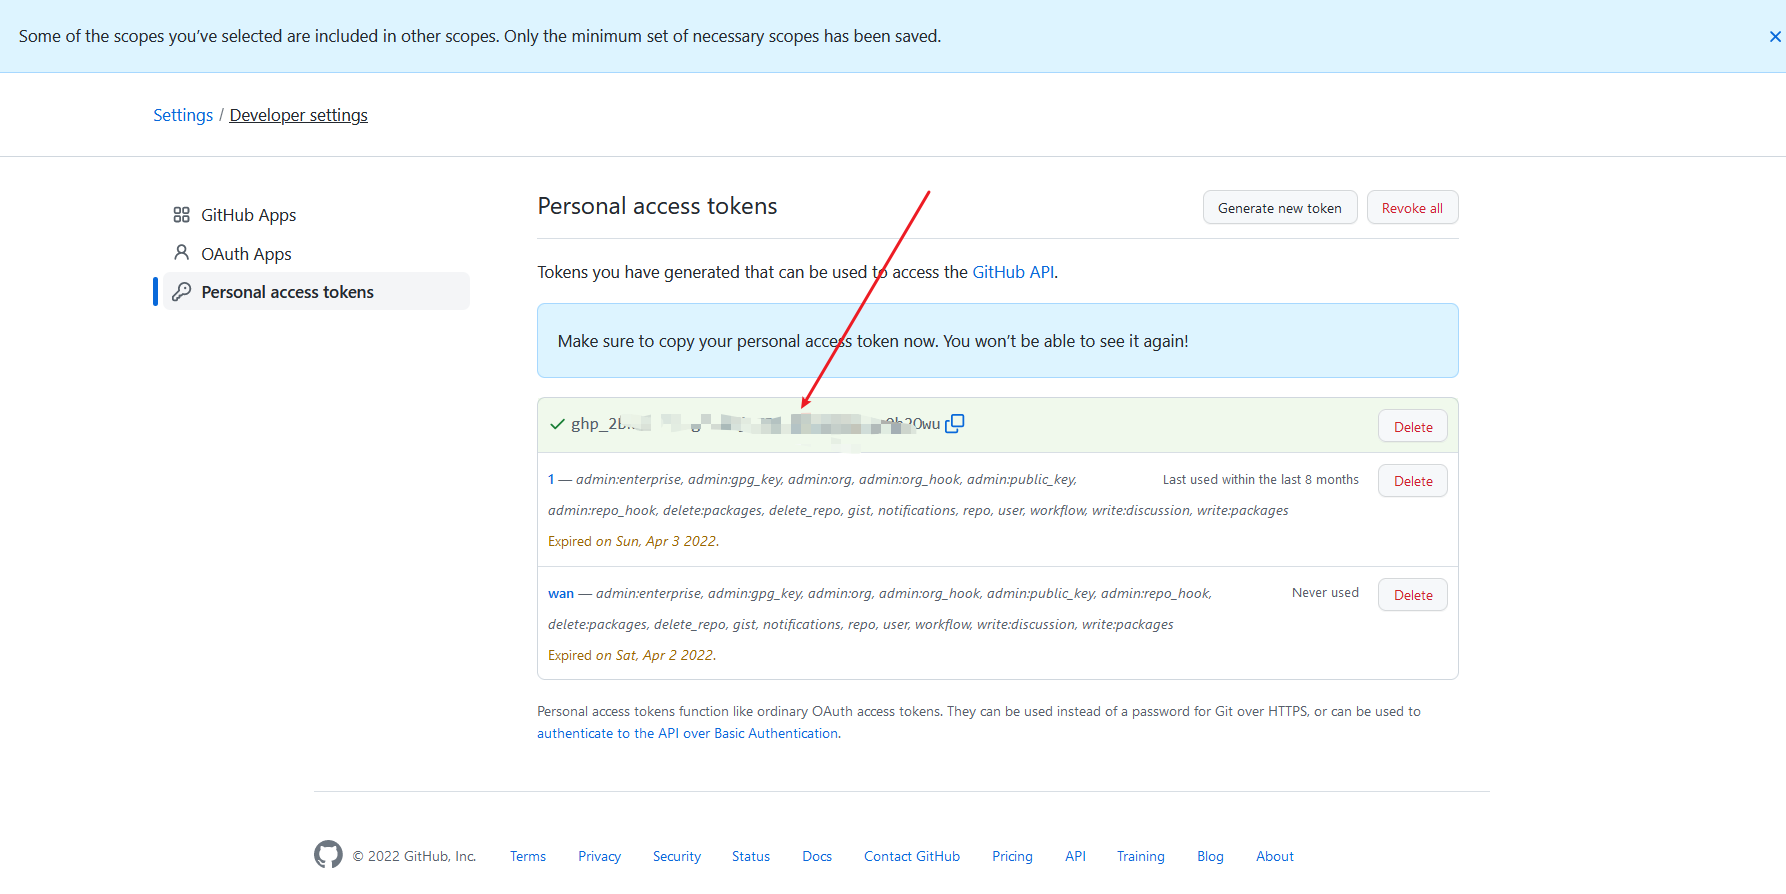 Some of the scopes you've selected are included in other scopes. Only the minimum set of necessary scopes has been saved.
Settings / Developer settings
GitHub Apps
OAuth Apps
Personal access tokens
Personal access tokens
Generate new token
Revoke all
Tokens you have generated that can be used to access the GitHub API.
Make sure to copy your personal access token now. You won't be able to see it again!
Delete
1 — admin:enterprise, admin:gpg_key, admin:org, admin:org_hook, admin:public_key,
admin:repo_hook, delete:packages, delete_repo, gist, notifications, repo, user, workflow, write:discussion, write:packages
Last used within the last 8 months
Delete
Expired on Sun, Apr 3 2022.
wan — admin:enterprise, admin:gpg_key, admin:org, admin:org_hook, admin:public_key, admin:repo_hook,
delete:packages, delete_repo, gist, notifications, repo, user, workflow, write:discussion, write:packages
Never used
Delete
Expired on Sat, Apr 2 2022.
Personal access tokens function like ordinary OAuth access tokens. They can be used instead of a password for Git over HTTPS, or can be used to
authenticate to the API over Basic Authentication.
© 2022 GitHub, Inc.
Terms
Privacy
Security
Status
Docs
Contact GitHub
Pricing
API
Training
Blog
About